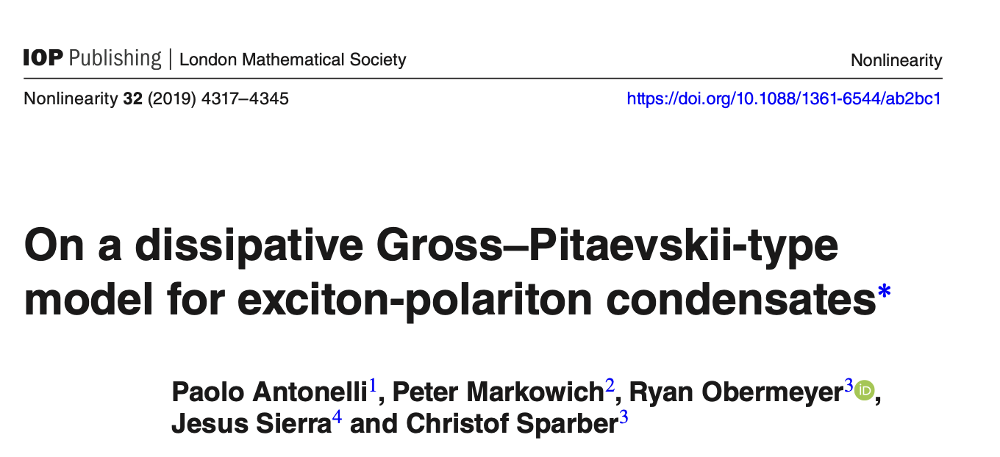 IOP Publishing | London Mathematical Society Nonlinearity
Nonlinearity 32 (2019) 4317–4345 https://doi.org/10.1088/1361-6544/ab2bc1
On a dissipative Gross–Pitaevskii-type
model for exciton-polariton condensates*
Paolo Antonelli1, Peter Markowich2, Ryan Obermeyer3 iD,
Jesus Sierra4 and Christof Sparber3